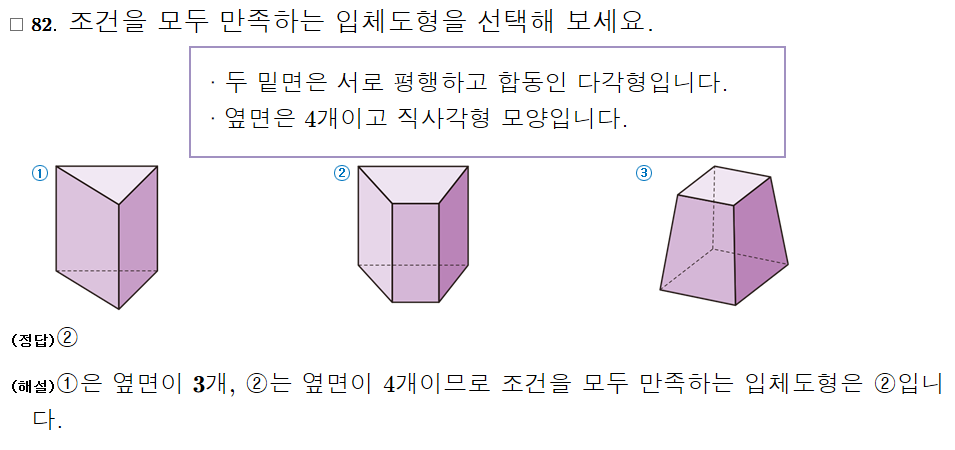 □ 82. 조건을 모두 만족하는 입체도형을 선택해 보세요.
· 두 밑면은 서로 평행하고 합동인 다각형입니다.
· 옆면은 4개이고 직사각형 모양입니다.
① ② ③
(정답)②
(해설)①은 옆면이 3개, ②는 옆면이 4개이므로 조건을 모두 만족하는 입체도형은 ②입니
다.